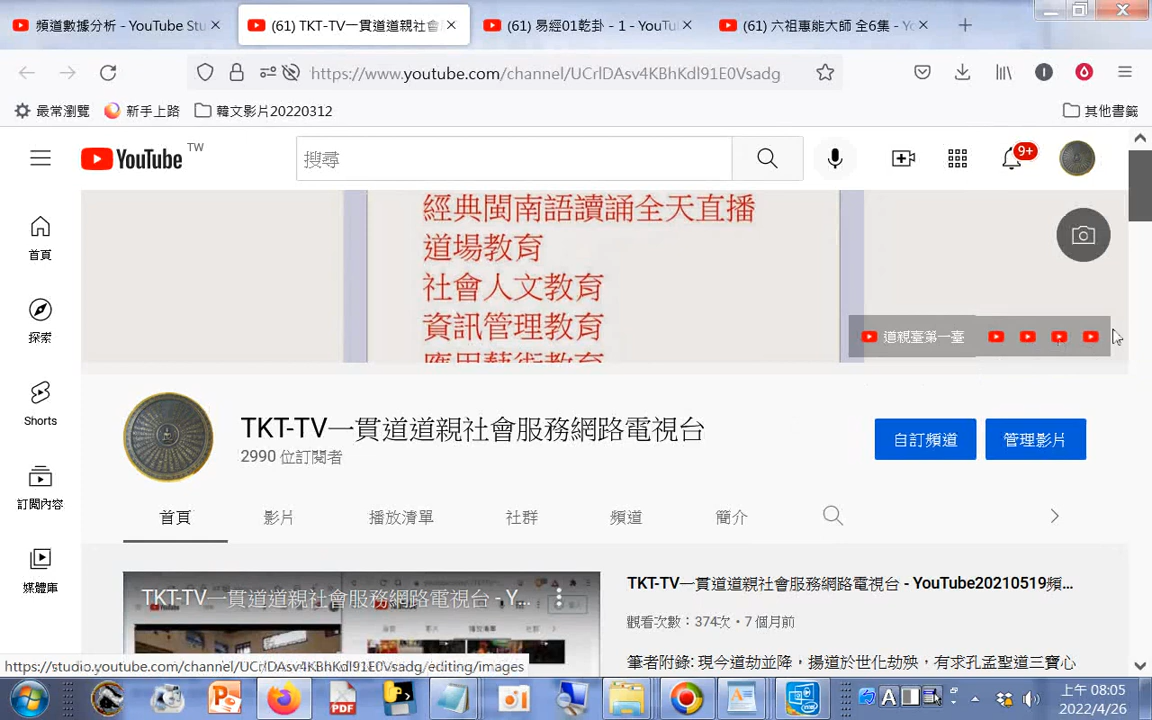 頻道數據分析 - YouTube Stu
(61) TKT-TV一貫道道親社會
(61) 易經01乾卦 - 1 - YouTu
(61) 六祖惠能大師 全6集 - Yo
https://www.youtube.com/channel/UCrlDAsv4KBhKdl91E0Vsadg
最常瀏覽
新手上路
韓文影片20220312
其他書籤
YouTube TW
搜尋
9+
首頁
探索
Shorts
訂閱內容
媒體庫
經典閩南語讀誦全天直播
道場教育
社會人文教育
資訊管理教育
應用藝術教育
道親臺第一臺
TKT-TV一貫道道親社會服務網路電視台
2990 位訂閱者
自訂頻道
管理影片
首頁
影片
播放清單
社群
頻道
簡介
TKT-TV一貫道道親社會服務網路電視台 - Y...
TKT-TV一貫道道親社會服務網路電視台 - YouTube20210519頻...
觀看次數：374次・7 個月前
筆者附錄: 現今道劫並降，揚道於世化劫殃，有求孔孟聖道三寶心
https://studio.youtube.com/channel/UCrlDAsv4KBhKdl91E0Vsadg/editing/images
PDF
上午 08:05
2022/4/26